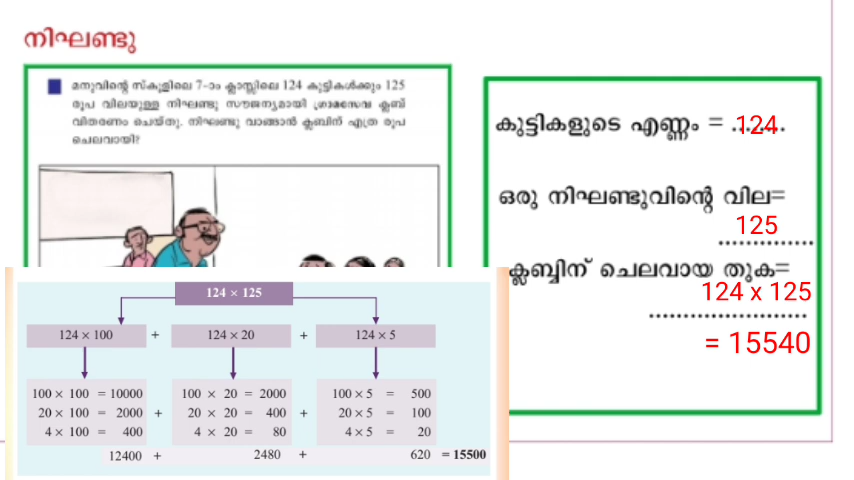 നിഘണ്ടു
മനുവിന്റെ സ്കൂളിലെ 7-ാം ക്ലാസ്സിലെ 124 കുട്ടികൾക്കും 125
രൂപ വിലയുള്ള നിഘണ്ടു സൗജന്യമായി ഗ്രാമസേവ ക്ലബ്
വിതരണം ചെയ്തു. നിഘണ്ടു വാങ്ങാൻ ക്ലബിന് എത്ര രൂപ
ചെലവായി?
കുട്ടികളുടെ എണ്ണം = ........ 124
ഒരു നിഘണ്ടുവിന്റെ വില=
125
...............
ക്ലബ്ബിന് ചെലവായ തുക=
124 x 125
........................
= 15540
124 × 125
124 × 100 + 124 × 20 + 124 × 5
100 × 100 = 10000 100 × 20 = 2000 100 × 5 = 500
20 × 100 = 2000 + 20 × 20 = 400 + 20 × 5 = 100
4 × 100 = 400 4 × 20 = 80 4 × 5 = 20
12400 + 2480 + 620 = 15500